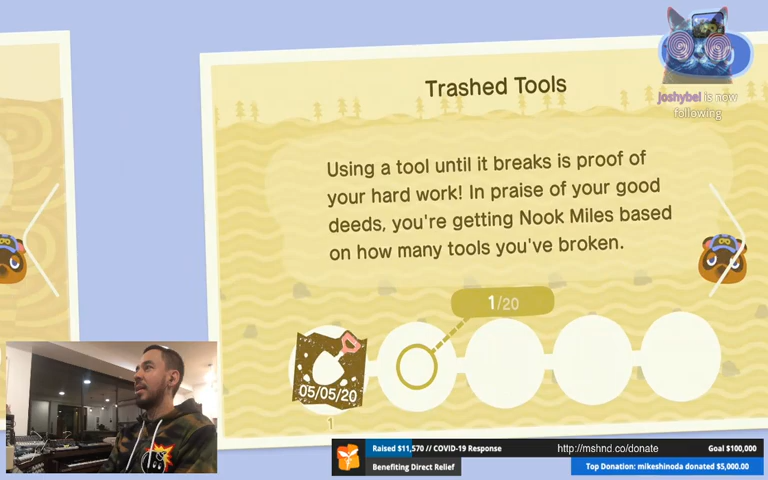 Trashed Tools
joshybel is now
following
Using a tool until it breaks is proof of
your hard work! In praise of your good
deeds, you're getting Nook Miles based
on how many tools you've broken.
1/20
05/05/20
1
Raised $11,570 // COVID-19 Response
http://mshnd.co/donate
Goal $100,000
Benefiting Direct Relief
Top Donation: mikeshinoda donated $5,000.00